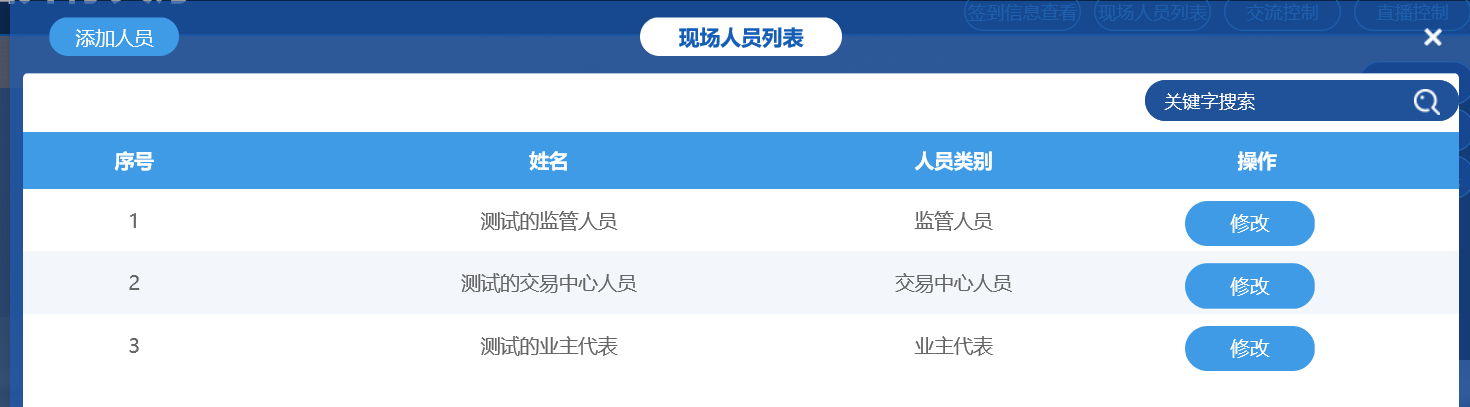 签到信息查看 现场人员列表 交流控制 直播控制
添加人员 现场人员列表
关键字搜索
序号 姓名 人员类别 操作
1 测试的监管人员 监管人员 修改
2 测试的交易中心人员 交易中心人员 修改
3 测试的业主代表 业主代表 修改